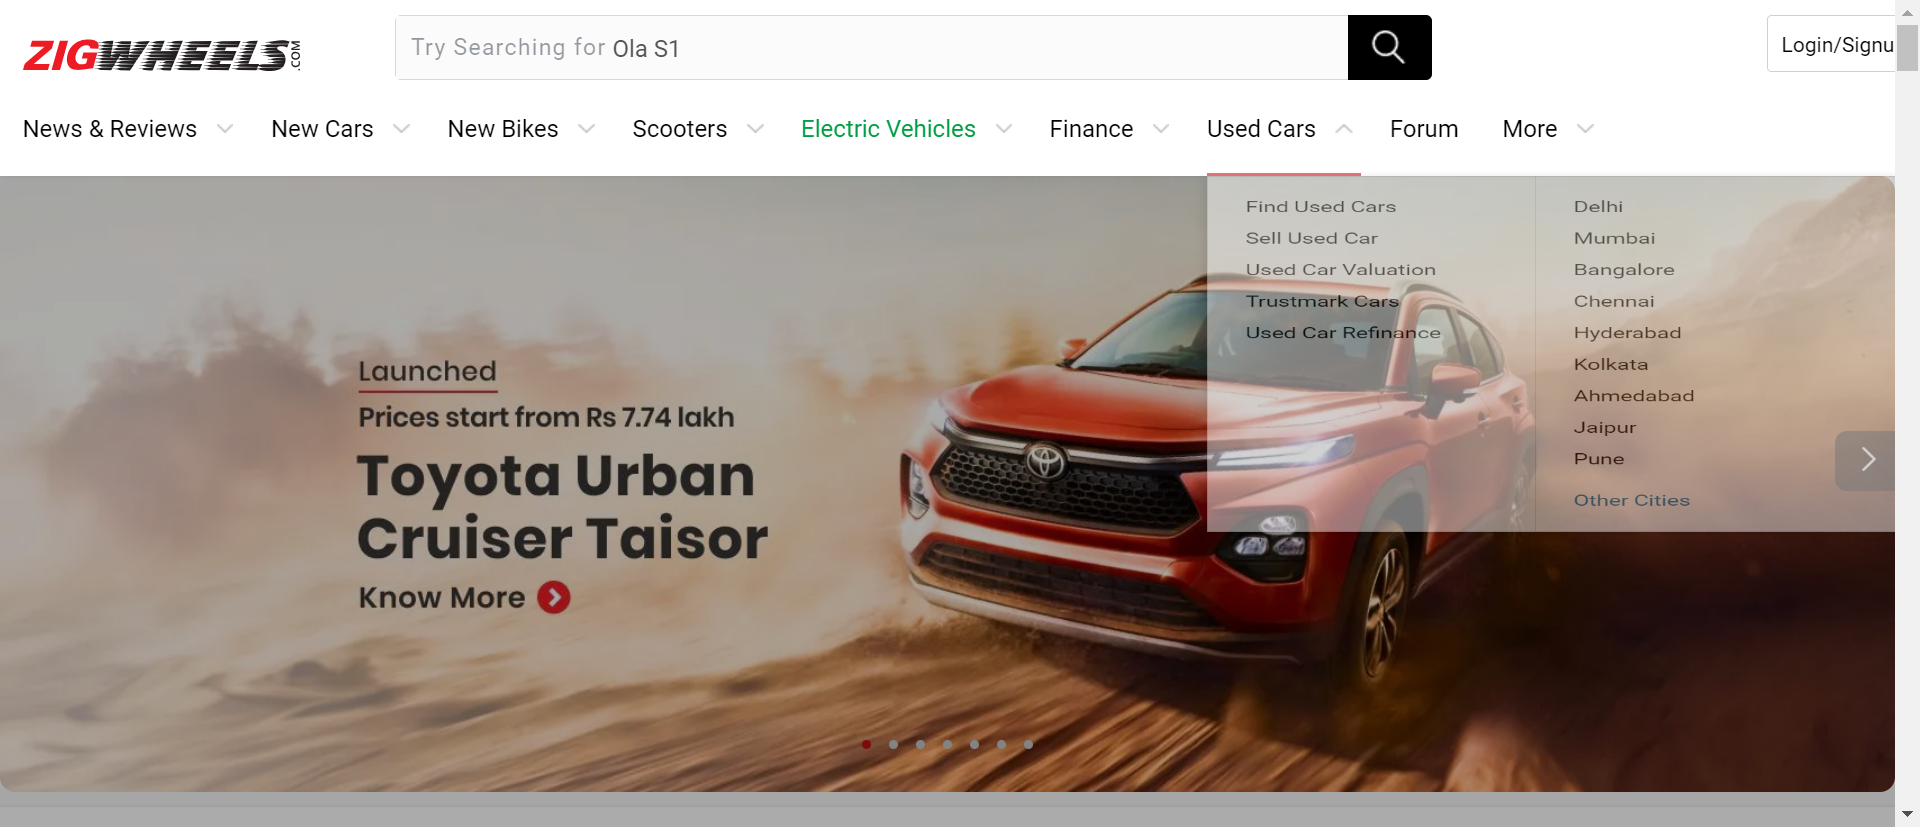 ZIGWHEELS.COM
Try Searching for Ola S1
Login/Signu
News & Reviews
New Cars
New Bikes
Scooters
Electric Vehicles
Finance
Used Cars
Forum
More
Find Used Cars
Sell Used Car
Used Car Valuation
Trustmark Cars
Used Car Refinance
Delhi
Mumbai
Bangalore
Chennai
Hyderabad
Kolkata
Ahmedabad
Jaipur
Pune
Other Cities
Launched
Prices start from Rs 7.74 lakh
Toyota Urban
Cruiser Taisor
Know More